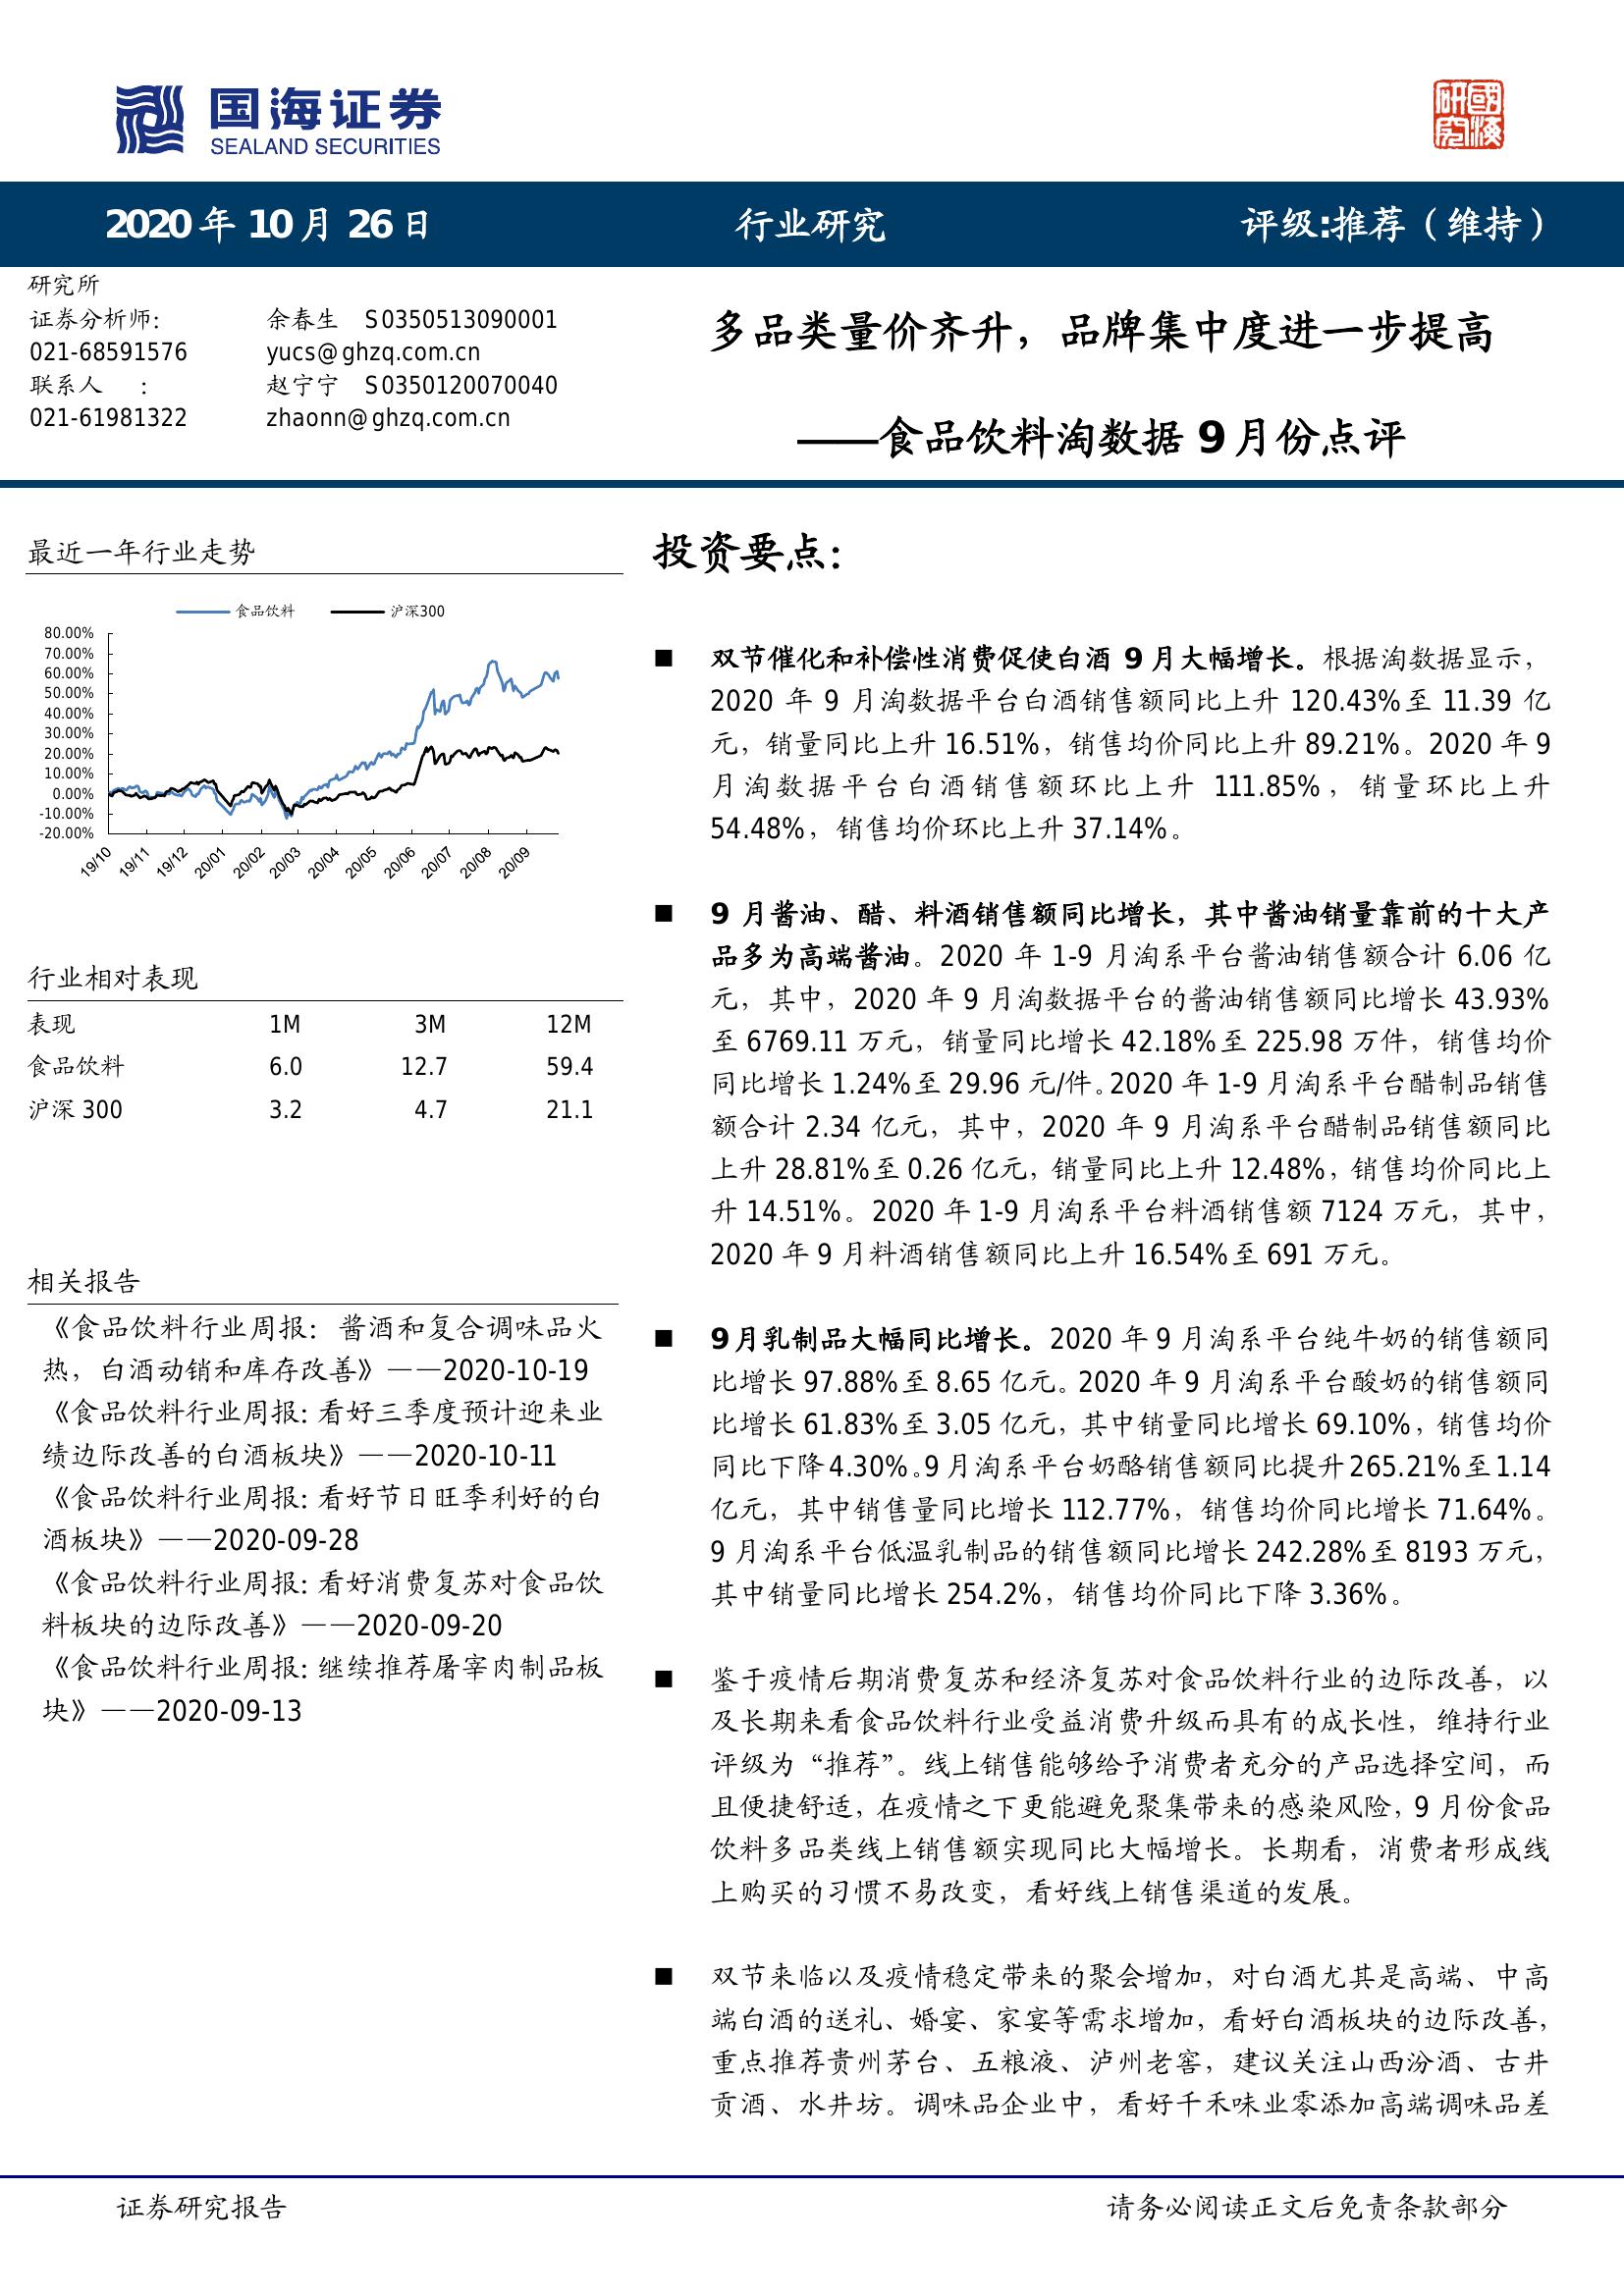 国海证券
SEALAND SECURITIES
國海研究
2020 年 10 月 26 日
行业研究
评级:推荐（维持）
研究所
证券分析师: 余春生 S0350513090001
021-68591576 yucs@ghzq.com.cn
联系人 : 赵宁宁 S0350120070040
021-61981322 zhaonn@ghzq.com.cn
多品类量价齐升，品牌集中度进一步提高
——食品饮料淘数据 9 月份点评
最近一年行业走势
食品饮料 沪深300
80.00%
70.00%
60.00%
50.00%
40.00%
30.00%
20.00%
10.00%
0.00%
-10.00%
-20.00%
19/10 19/11 19/12 20/01 20/02 20/03 20/04 20/05 20/06 20/07 20/08 20/09
行业相对表现
表现 1M 3M 12M
食品饮料 6.0 12.7 59.4
沪深 300 3.2 4.7 21.1
相关报告
《食品饮料行业周报：酱酒和复合调味品火
热，白酒动销和库存改善》——2020-10-19
《食品饮料行业周报：看好三季度预计迎来业
绩边际改善的白酒板块》——2020-10-11
《食品饮料行业周报：看好节日旺季利好的白
酒板块》——2020-09-28
《食品饮料行业周报：看好消费复苏对食品饮
料板块的边际改善》——2020-09-20
《食品饮料行业周报：继续推荐屠宰肉制品板
块》——2020-09-13
投资要点：
■ 双节催化和补偿性消费促使白酒 9 月大幅增长。根据淘数据显示，
2020 年 9 月淘数据平台白酒销售额同比上升 120.43%至 11.39 亿
元，销量同比上升 16.51%，销售均价同比上升 89.21%。2020 年 9
月淘数据平台白酒销售额环比上升 111.85%，销量环比上升
54.48%，销售均价环比上升 37.14%。
■ 9 月酱油、醋、料酒销售额同比增长，其中酱油销量靠前的十大产
品多为高端酱油。2020 年 1-9 月淘系平台酱油销售额合计 6.06 亿
元，其中，2020 年 9 月淘数据平台的酱油销售额同比增长 43.93%
至 6769.11 万元，销量同比增长 42.18%至 225.98 万件，销售均价
同比增长 1.24%至 29.96 元/件。2020 年 1-9 月淘系平台醋制品销售
额合计 2.34 亿元，其中，2020 年 9 月淘系平台醋制品销售额同比
上升 28.81%至 0.26 亿元，销量同比上升 12.48%，销售均价同比上
升 14.51%。2020 年 1-9 月淘系平台料酒销售额 7124 万元，其中，
2020 年 9 月料酒销售额同比上升 16.54%至 691 万元。
■ 9 月乳制品大幅同比增长。2020 年 9 月淘系平台纯牛奶的销售额同
比增长 97.88%至 8.65 亿元。2020 年 9 月淘系平台酸奶的销售额同
比增长 61.83%至 3.05 亿元，其中销量同比增长 69.10%，销售均价
同比下降 4.30%。9 月淘系平台奶酪销售额同比提升 265.21%至 1.14
亿元，其中销售量同比增长 112.77%，销售均价同比增长 71.64%。
9 月淘系平台低温乳制品的销售额同比增长 242.28%至 8193 万元，
其中销量同比增长 254.2%，销售均价同比下降 3.36%。
■ 鉴于疫情后期消费复苏和经济复苏对食品饮料行业的边际改善，以
及长期来看食品饮料行业受益消费升级而具有的成长性，维持行业
评级为“推荐”。线上销售能够给予消费者充分的产品选择空间，而
且便捷舒适，在疫情之下更能避免聚集带来的感染风险，9 月份食品
饮料多品类线上销售额实现同比大幅增长。长期看，消费者形成线
上购买的习惯不易改变，看好线上销售渠道的发展。
■ 双节来临以及疫情稳定带来的聚会增加，对白酒尤其是高端、中高
端白酒的送礼、婚宴、家宴等需求增加，看好白酒板块的边际改善，
重点推荐贵州茅台、五粮液、泸州老窖，建议关注山西汾酒、古井
贡酒、水井坊。调味品企业中，看好千禾味业零添加高端调味品差
证券研究报告
请务必阅读正文后免责条款部分